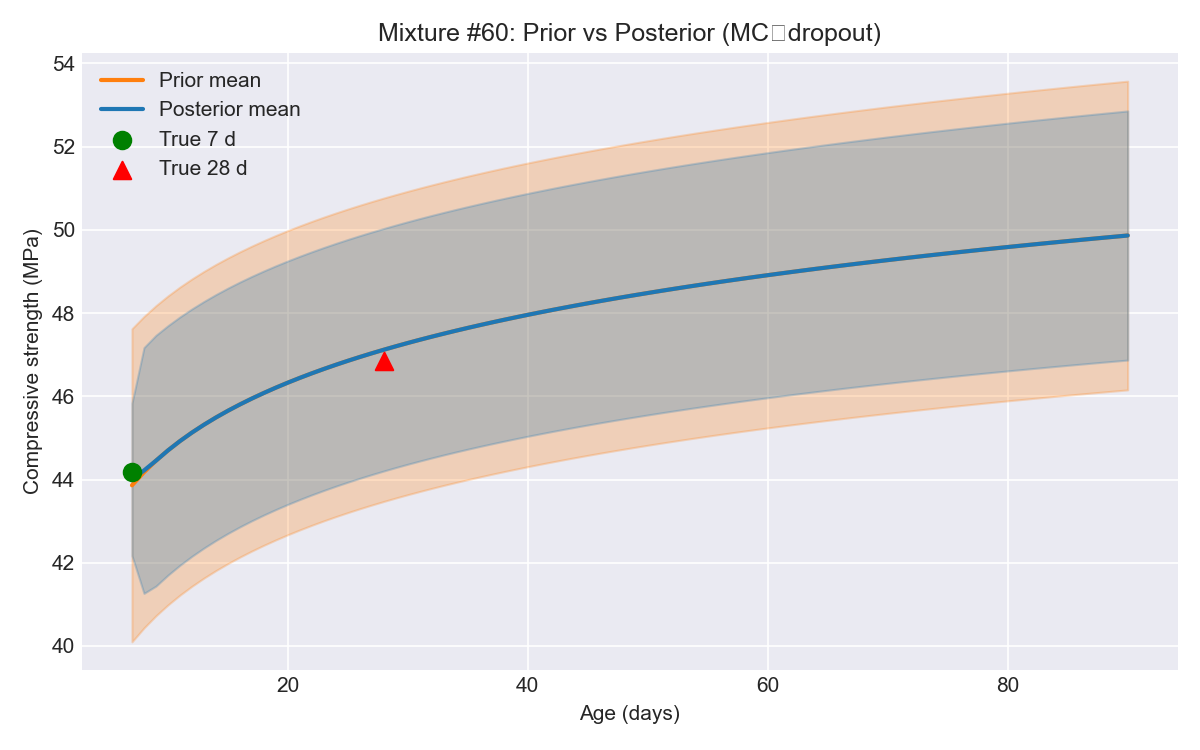 Mixture #60: Prior vs Posterior (MC□dropout)
Prior mean
Posterior mean
True 7 d
True 28 d
54
52
50
48
46
44
42
40
Compressive strength (MPa)
20
40
60
80
Age (days)